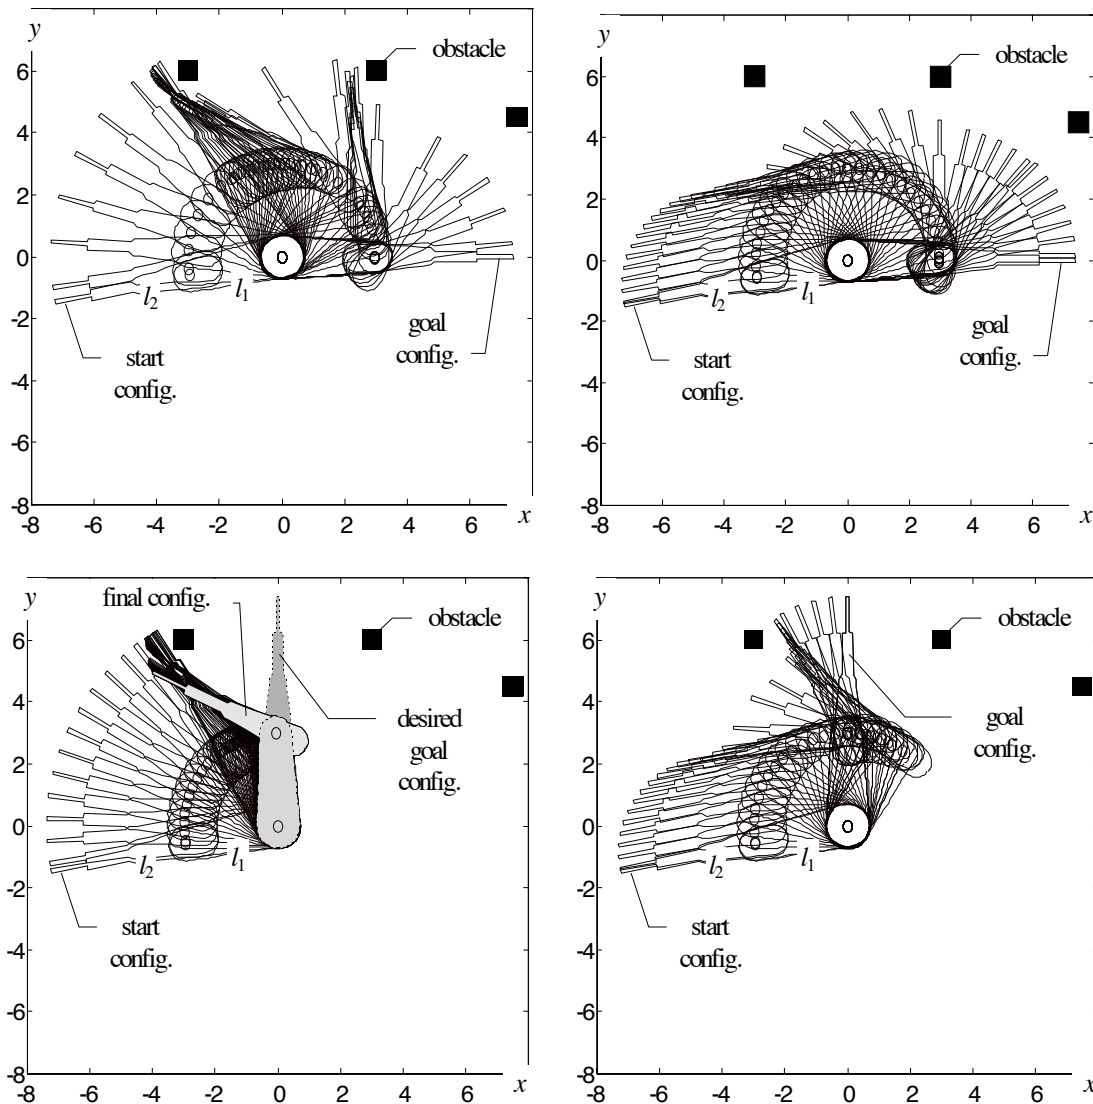 y
obstacle
6
4
2
0
-2
-4
-6
-8
l2
l1
start
config.
goal
config.
-8 -6 -4 -2 0 2 4 6
x
y
obstacle
6
4
2
0
-2
-4
-6
-8
l2
l1
start
config.
goal
config.
-8 -6 -4 -2 0 2 4 6
x
y
final config.
obstacle
6
4
2
0
-2
-4
-6
-8
desired
goal
config.
l2
l1
start
config.
-8 -6 -4 -2 0 2 4 6
x
y
obstacle
6
4
2
0
-2
-4
-6
-8
goal
config.
l2
l1
start
config.
-8 -6 -4 -2 0 2 4 6
x